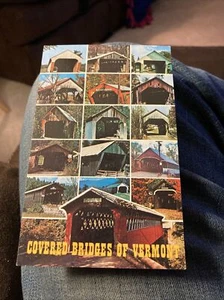 COVERED BRIDGES OF VERMONT